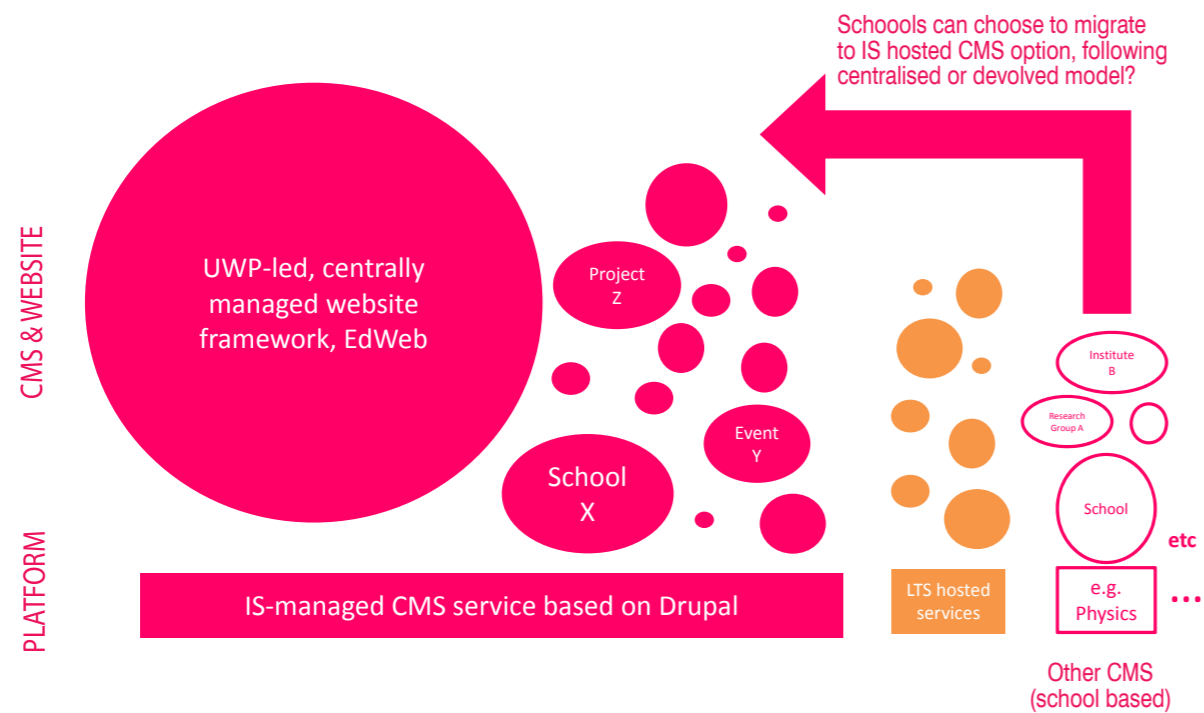 Schoools can choose to migrate
to IS hosted CMS option, following
centralised or devolved model?
CMS & WEBSITE
UWP-led, centrally
managed website
framework, EdWeb
Project
Z
Event
Y
School
X
Institute
B
Research
Group A
School
etc
PLATFORM
IS-managed CMS service based on Drupal
LTS hosted
services
e.g.
Physics
...
Other CMS
(school based)